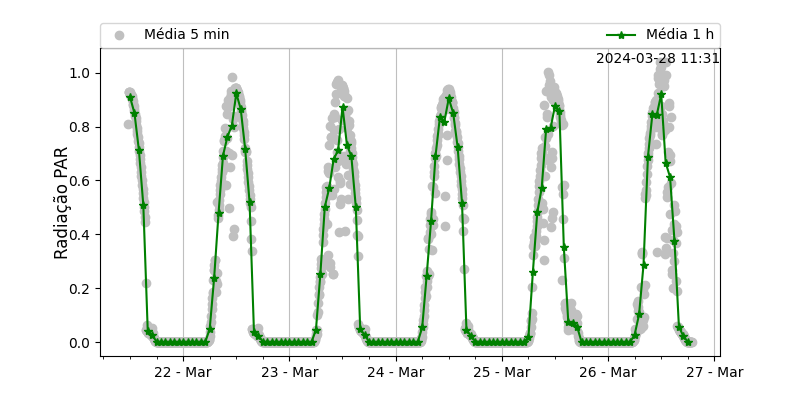 Média 5 min
Média 1 h
2024-03-28 11:31
Radiação PAR
1.0
0.8
0.6
0.4
0.2
0.0
22 - Mar
23 - Mar
24 - Mar
25 - Mar
26 - Mar
27 - Mar